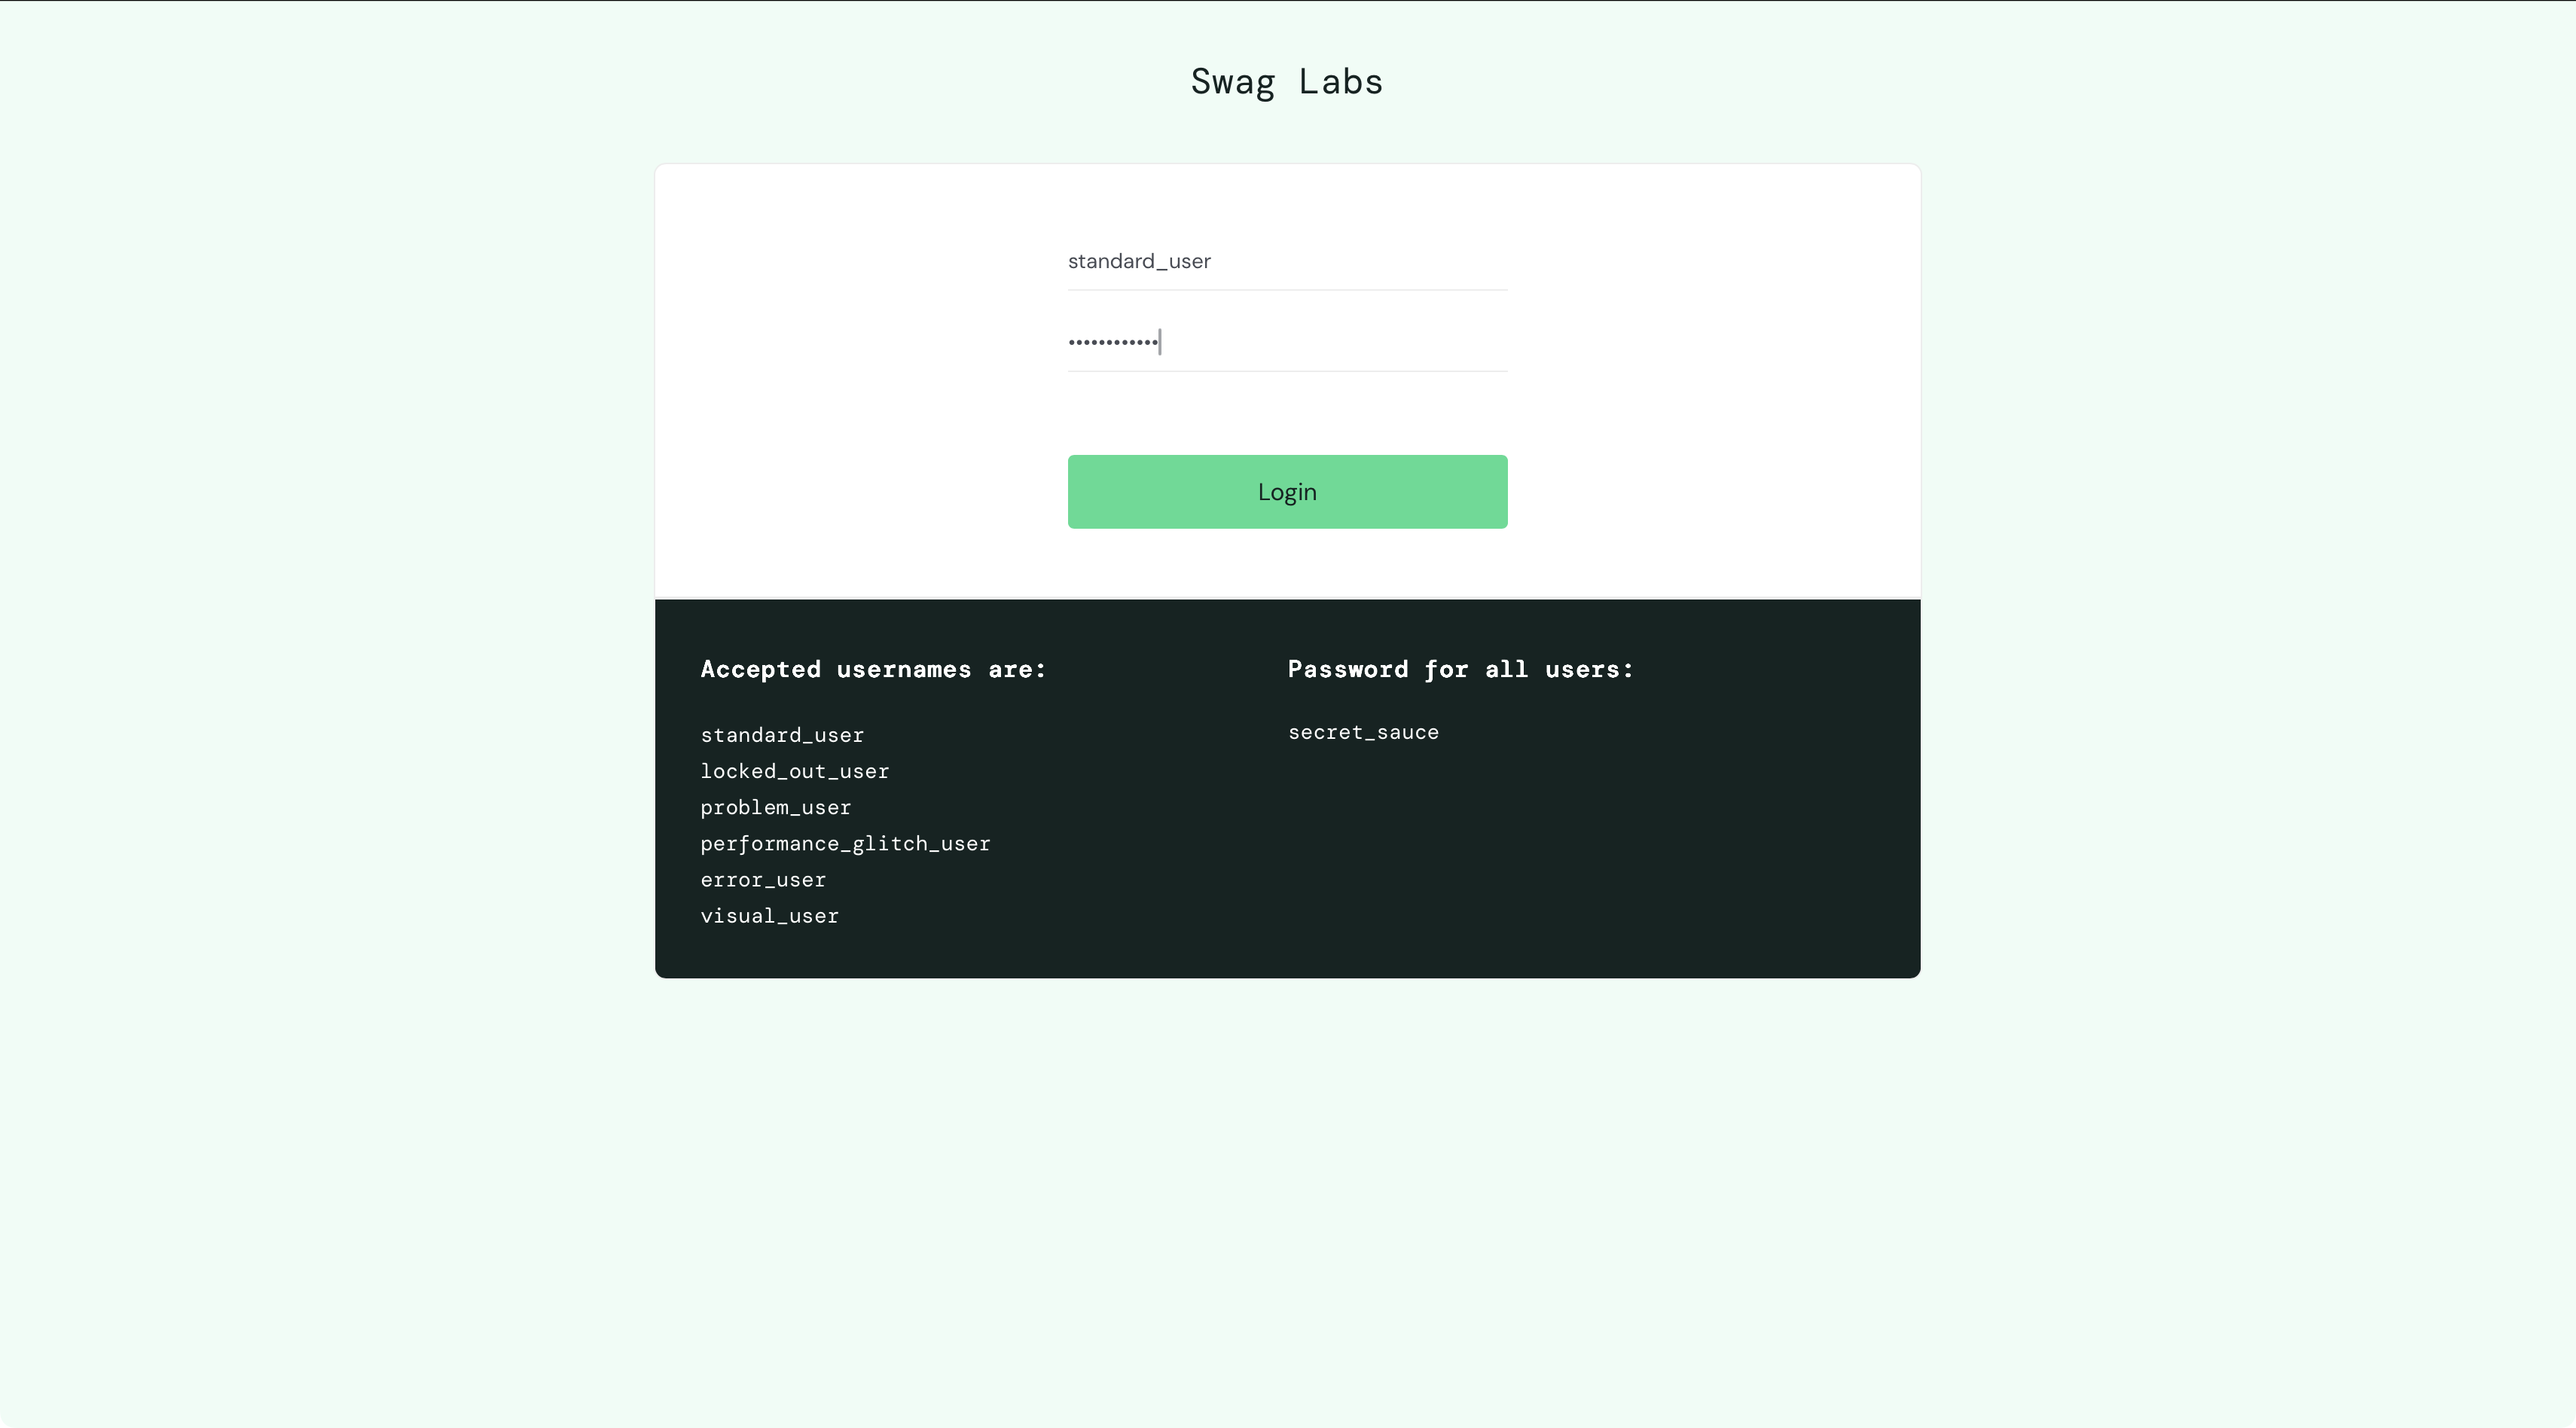 Swag Labs
standard_user
••••••••••••
Login
Accepted usernames are:
standard_user
locked_out_user
problem_user
performance_glitch_user
error_user
visual_user
Password for all users:
secret_sauce